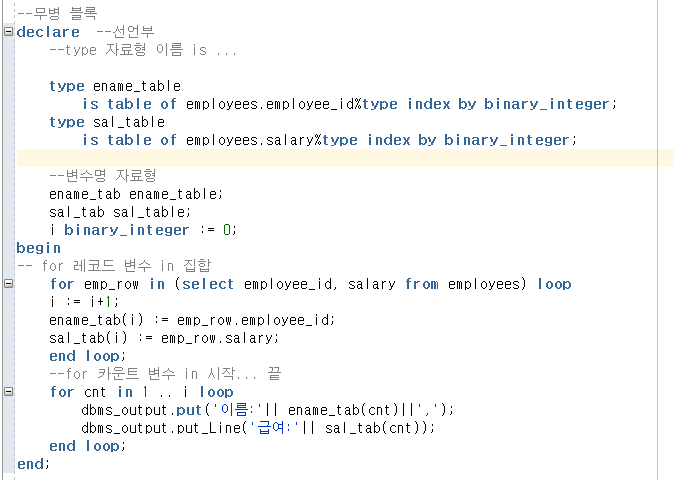 --무병 블록
declare  --선언부
    --type 자료형 이름 is ...
    type ename_table
        is table of employees.employee_id%type index by binary_integer;
    type sal_table
        is table of employees.salary%type index by binary_integer;
    --변수명 자료형
    ename_tab ename_table;
    sal_tab sal_table;
    i binary_integer := 0;
begin
-- for 레코드 변수 in 집합
    for emp_row in (select employee_id, salary from employees) loop
    i := i+1;
    ename_tab(i) := emp_row.employee_id;
    sal_tab(i) := emp_row.salary;
    end loop;
    --for 카운트 변수 in 시작... 끝
    for cnt in 1 .. i loop
        dbms_output.put('이름:'|| ename_tab(cnt)||',');
        dbms_output.put_Line('급여:'|| sal_tab(cnt));
    end loop;
end;